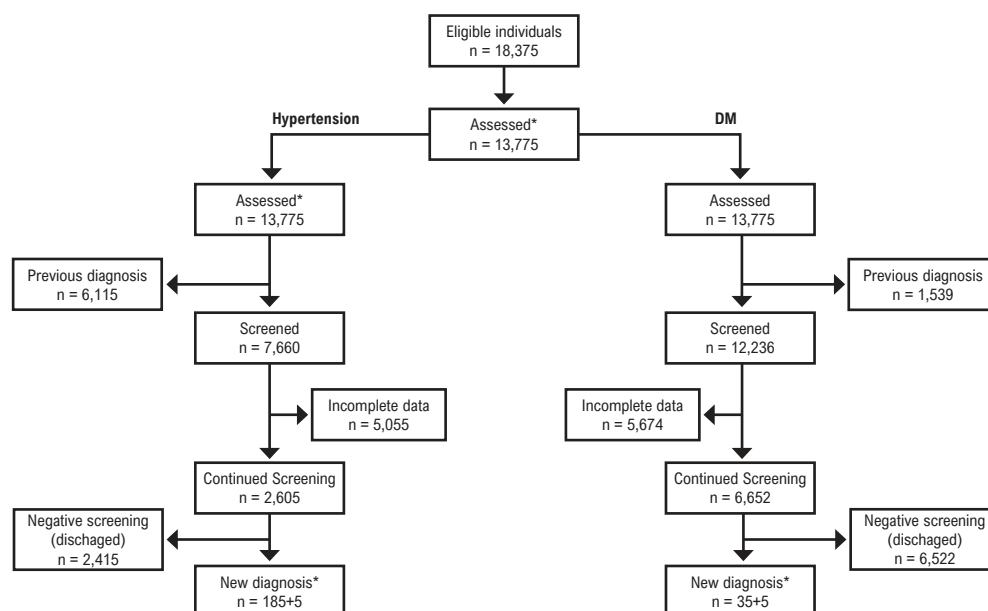 Eligible individuals
n = 18,375
Hypertension
DM
Assessed*
n = 13,775
Assessed*
n = 13,775
Assessed
n = 13,775
Previous diagnosis
n = 6,115
Previous diagnosis
n = 1,539
Screened
n = 7,660
Screened
n = 12,236
Incomplete data
n = 5,055
Incomplete data
n = 5,674
Continued Screening
n = 2,605
Continued Screening
n = 6,652
Negative screening
(dischaged)
n = 2,415
Negative screening
(dischaged)
n = 6,522
New diagnosis*
n = 185+5
New diagnosis*
n = 35+5